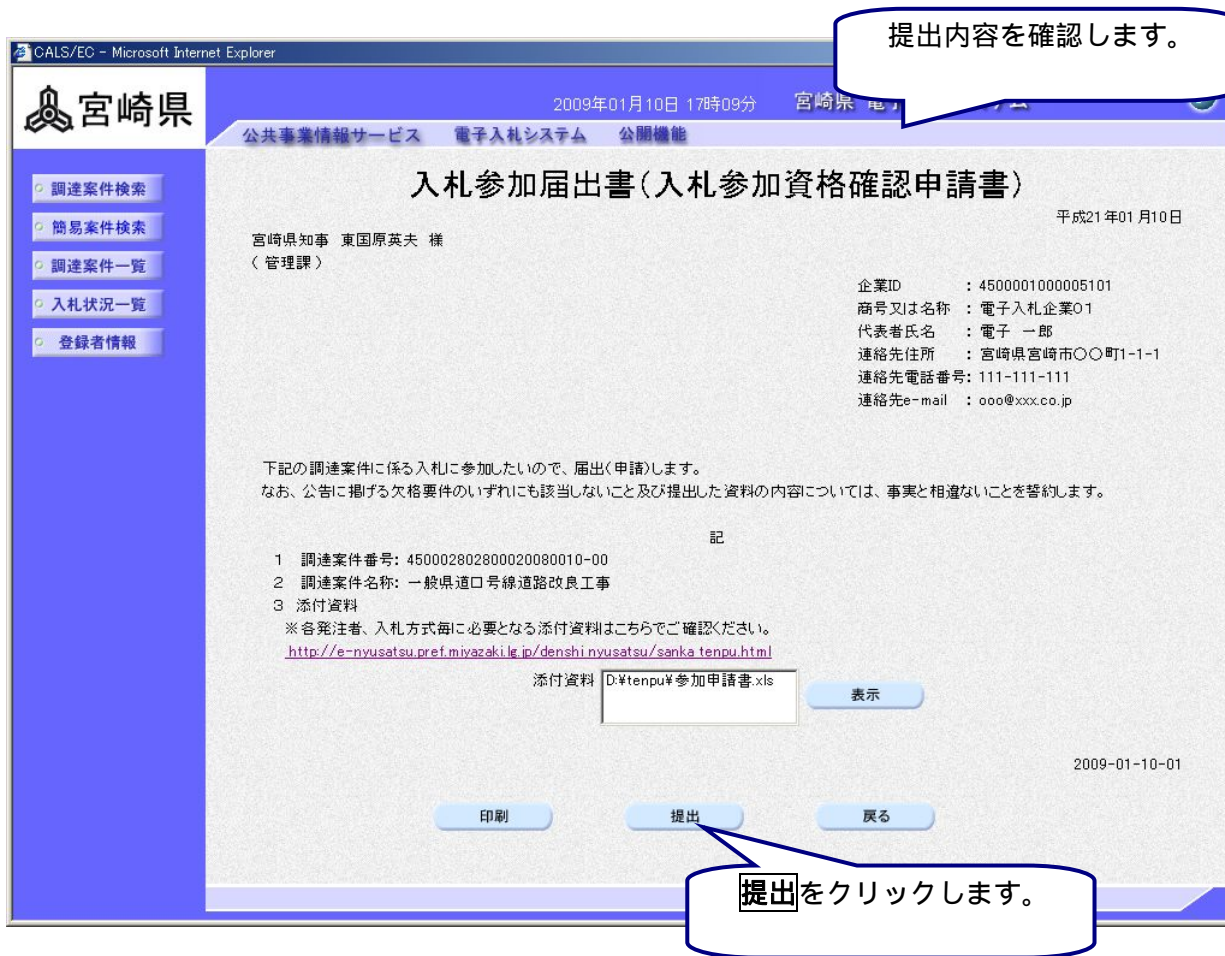 提出内容を確認します。
CALS/EC - Microsoft Internet Explorer
宮崎県
2009年01月10日 17時09分 宮崎県 電子
公共事業情報サービス 電子入札システム 公開機能
調達案件検索
簡易案件検索
調達案件一覧
入札状況一覧
登録者情報
入札参加届出書(入札参加資格確認申請書)
平成21年01月10日
宮崎県知事 東国原英夫 様
(管理課)
企業ID : 4500001000005101
商号又は名称 : 電子入札企業01
代表者氏名 : 電子 一郎
連絡先住所 : 宮崎県宮崎市○○町1-1-1
連絡先電話番号: 111-111-111
連絡先e-mail : ooo@xxx.co.jp
下記の調達案件に係る入札に参加したいので、届出(申請)します。
なお、公告に掲げる欠格要件のいずれにも該当しないこと及び提出した資料の内容については、事実と相違ないことを誓約します。
記
1 調達案件番号: 450002802800020080010-00
2 調達案件名称: 一般県道口号線道路改良工事
3 添付資料
※各発注者、入札方式毎に必要となる添付資料はこちらでご確認ください。
http://e-nyusatsu.pref.miyazaki.lg.jp/denshi nyusatsu/sanka tenpu.html
添付資料 D:¥tenpu¥参加申請書.xls 表示
2009-01-10-01
印刷 提出 戻る
提出をクリックします。